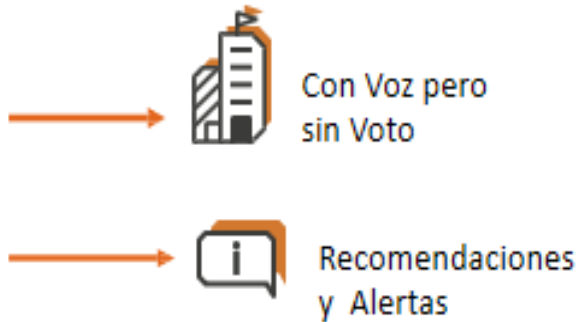 Con Voz pero
sin Voto
i
Recomendaciones
y Alertas